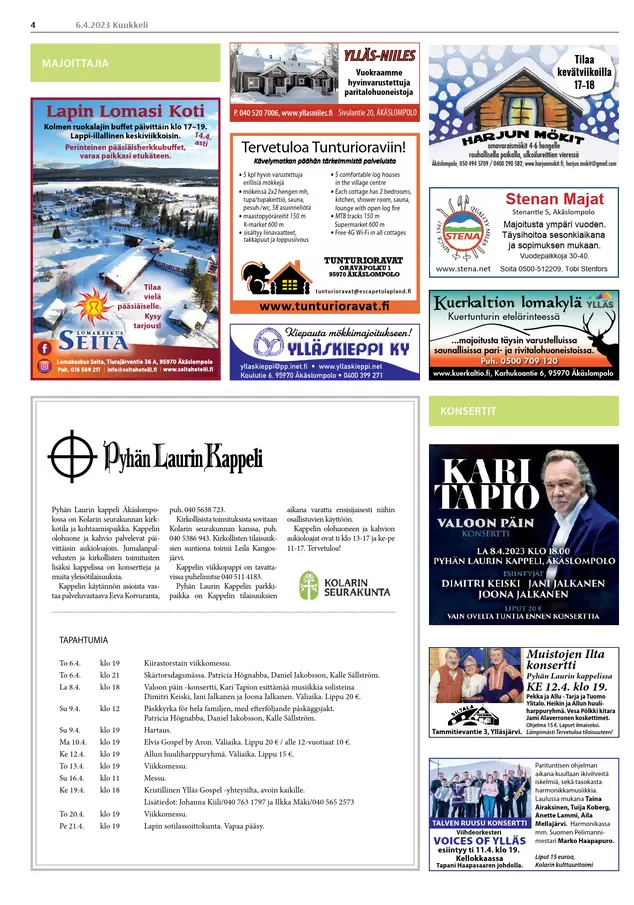 4
6.4.2023 Kuukkeli
MAJOITTAJIA
Lapin Lomasi Koti
Kolmen ruokalajin buffet päivittäin klo 17–19.
Lappi-illallinen keskiviikkoisin.
14.4. asti
Perinteinen pääsiäisherkkubuffet,
varaa paikkasi etukäteen.
Tilaa
vielä
pääsiäiselle.
Kysy
tarjous!
LOMAKESKUS
SEITA
Lomakeskus Seita, Tiurajärventie 36 A, 95970 Äkäslompolo
Puh. 016 569 211 | info@seitahotelli.fi | www.seitahotelli.fi
YLLÄS-NIILES
Vuokraamme
hyvinvarustettuja
paritalohuoneistoja
P. 040 520 7006, www.yllasniiles.fi Sivulantie 20, ÄKÄSLOMPOLO
Tervetuloa Tunturioraviin!
Kävelymatkan päähän tärkeimmistä palveluista
• 5 kpl hyvin varustettuja
erillisiä mökkejä
• mökeissä 2x2 hengen mh,
tupa/tupakeittiö, sauna,
pesuh./wc, 58 asuinneliötä
• maastopyöräreitit 150 m
K-market 600 m
• sisältyy liinavaatteet,
takkapuut ja loppusiivous
• 5 comfortable log houses
in the village centre
• Each cottage has 2 bedrooms,
kitchen, shower room, sauna,
lounge with open log fire
• MTB tracks 150 m
Supermarket 600 m
• Free 4G Wi-Fi in all cottages
TUNTURIORAVAT
ORAVAPOLKU 1
95970 ÄKÄSLOMPOLO
tunturioravat@escapetolapland.fi
www.tunturioravat.fi
Kiepauta mökkimajoitukseen!
YLLÄSKIEPPI KY
yllaskieppi@pp.inet.fi • www.yllaskieppi.net
Koulutie 6, 95970 Äkäslompolo • 0400 399 271
Tilaa
kevätviikoilla
17-18
HARJUN MÖKIT
omavaraismökit 4-6 hengelle
rauhallisella paikalla, ulkoilureittien vieressä
Äkäslompolo, 050 494 5709 / 0400 290 582, www.harjunmokit.fi, harjun.mokit@gmail.com
STENA
Stenan Majat
Stenantie 5, Äkäslompolo
Majoitusta ympäri vuoden.
Täysihoitoa sesonkiaikana
ja sopimuksen mukaan.
Vuodepaikkoja 30-40.
www.stena.net Soita 0500-512209, Tobi Stenfors
Kuerkaltion lomakylä
YLLÄS
Kuertunturin etelärinteessä
...majoitusta täysin varustelluissa
saunallisissa pari- ja rivitalohuoneistoissa.
Puh. 0500 709 120
www.kuerkaltio.fi, Karhukoantie 6, 95970 Äkäslompolo
Pyhän Laurin Kappeli
Pyhän Laurin kappeli Äkäslompo-
lossa on Kolarin seurakunnan kirk-
kotila ja kohtaamispaikka. Kappelin
olohuone ja kahvio palvelevat päi-
vittäisin aukioloajoin. Jumalanpal-
velusten ja kirkollisten toimitusten
lisäksi kappelissa on konsertteja ja
muita yleisötilaisuuksia.
Kappelin käytännön asioista vas-
taa palveluvastaava Eeva Koivuranta,
puh. 040 5638 723.
Kirkollisista toimituksista sovitaan
Kolarin seurakunnan kanssa, puh.
040 5386 943. Kirkollisten tilaisuuk-
sien suntiona toimii Leila Kangos-
järvi.
Kappelin viikkopappi on tavatta-
vissa puhelimitse 040 511 4183.
Pyhän Laurin Kappelin parkki-
paikka on Kappelin tilaisuuksien
aikana varattu ensisijaisesti niihin
osallistuvien käyttöön.
Kappelin olohuoneen ja kahvion
aukioloajat ovat ti klo 13-17 ja ke-pe
11-17. Tervetuloa!
KOLARIN
SEURAKUNTA
TAPAHTUMIA
To 6.4. klo 19 Kiirastorstain viikkomessu.
To 6.4. klo 21 Skärtorsdagsmässa. Patricia Högnabba, Daniel Jakobsson, Kalle Sällström.
La 8.4. klo 18 Valoon päin -konsertti, Kari Tapion esittämää musiikkia solisteina
Dimitri Keiski, Jani Jalkanen ja Joona Jalkanen. Väliaika. Lippu 20 €.
Su 9.4. klo 12 Påskkyrka för hela familjen, med efterföljande påskäggsjakt.
Patricia Högnabba, Daniel Jakobsson, Kalle Sällström.
Su 9.4. klo 19 Hartaus.
Ma 10.4. klo 19 Elvis Gospel by Aron. Väliaika. Lippu 20 € / alle 12-vuotiaat 10 €.
Ke 12.4. klo 19 Allun huuliharppuryhmä. Väliaika. Lippu 15 €.
To 13.4. klo 19 Viikkomessu.
Su 16.4. klo 11 Messu.
Ke 19.4. klo 18 Kristillinen Ylläs Gospel -yhteysilta, avoin kaikille.
Lisätiedot: Johanna Kiili/040 763 1797 ja Ilkka Mäki/040 565 2573
To 20.4. klo 19 Viikkomessu.
Pe 21.4. klo 19 Lapin sotilassoittokunta. Vapaa pääsy.
KONSERTIT
KARI
TAPIO
VALOON PÄIN
KONSERTTI
LA 8.4.2023 KLO 18.00
PYHÄN LAURIN KAPPELI, ÄKÄSLOMPOLO
ESIINTYJÄT
DIMITRI KEISKI JANI JALKANEN
JOONA JALKANEN
LIPUT 20 €
VAIN OVELTA TUNTIA ENNEN KONSERTTIA
SILTALA
Tammitievantie 3, Ylläsjärvi.
Muistojen Ilta
konsertti
Pyhän Laurin kappelissa
KE 12.4. klo 19.
Pekka ja Allu - Tarja ja Tuomo
Ylitalo. Heikin ja Allun huuli-
harppuryhmä. Vesa Pölkki kitara
Jami Alaverronen koskettimet.
Ohjelma 15 €. Lapset ilmaiseksi.
Lämpimästi Tervetuloa tilaisuuteen!
TALVEN RUUSU KONSERTTI
Viihdeorkesteri
VOICES OF YLLÄS
esiintyy ti 11.4. klo 19.
Kellokkaassa
Tapani Haapasaaren johdolla.
Parituntisen ohjelman
aikana kuullaan ikivihreitä
iskelmiä, sekä tasokasta
harmonikkamusiikkia.
Laulussa mukana Taina
Airaksinen, Tuija Koberg,
Anette Lammi, Aila
Mellajärvi. Harmonikassa
mm. Suomen Pelimanni-
mestari Marko Haapapuro.
Liput 15 euroa,
Kolarin kulttuuritoimi